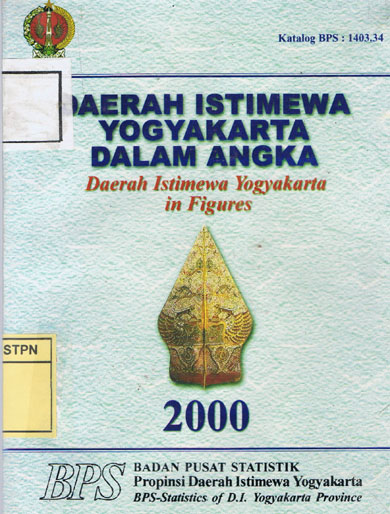 Katalog BPS : 1403.34
DAERAH ISTIMEWA
YOGYAKARTA
DALAM ANGKA
Daerah Istimewa Yogyakarta
in Figures
STPN
2000
BPS
BADAN PUSAT STATISTIK
Propinsi Daerah Istimewa Yogyakarta
BPS-Statistics of D.I. Yogyakarta Province